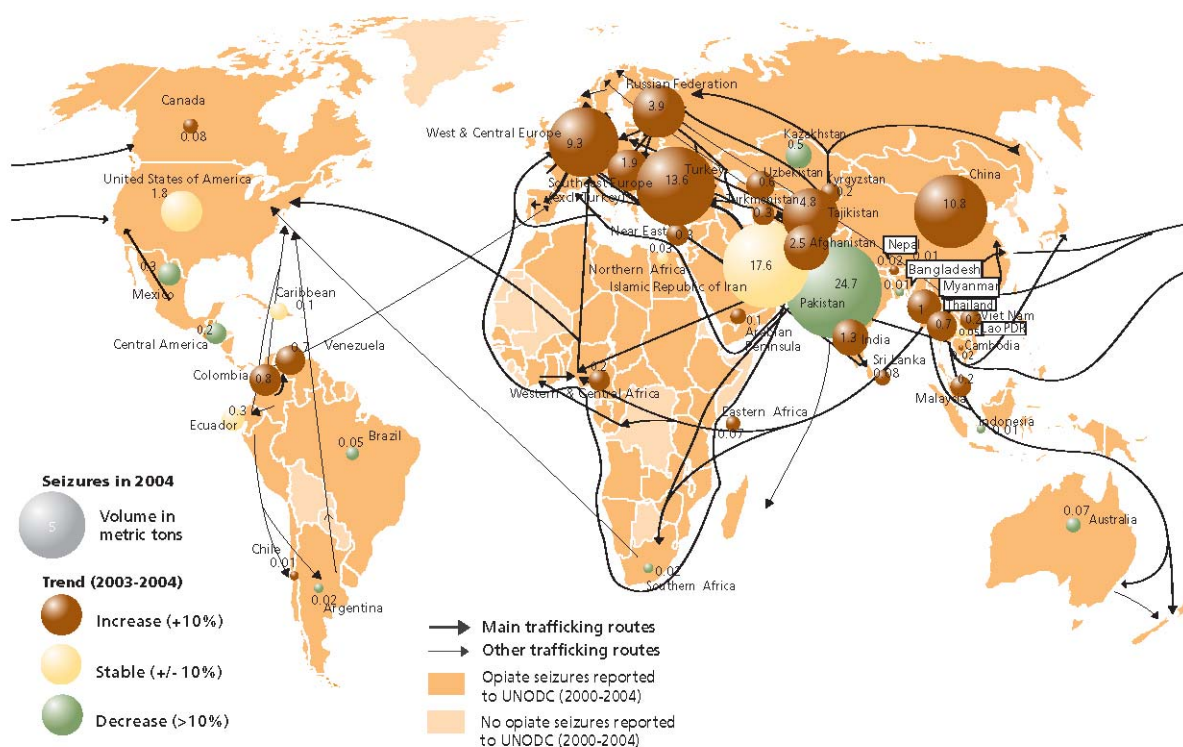 Russian Federation
3.9
Canada
0.08
West & Central Europe
9.3
Kazakhstan
0.5
United States of America
1.8
1.9
Southeast Europe
(excl. Turkey)
13.6
Turkey
Uzbekistan
0.6
Kyrgyzstan
0.2
Turkmenistan
0.3
4.8
Tajikistan
China
10.8
Near East
0.3
2.5
Afghanistan
Nepal
0.02
0.01
0.03
Northern Africa
17.6
Islamic Republic of Iran
24.7
Pakistan
Bangladesh
0.01
Myanmar
1
Thailand
0.7
0.2
Viet Nam
0.05
Lao PDR
Cambodia
0.02
0.3
Mexico
Caribbean
0.1
0.2
Central America
0.1
Arabian
Peninsula
1.3
India
Sri Lanka
0.08
0.7
Venezuela
Colombia
0.8
0.2
Western & Central Africa
0.2
Malaysia
0.3
Ecuador
Eastern Africa
0.07
Indonesia
0.01
0.05
Brazil
Seizures in 2004
5
Volume in
metric tons
0.07
Australia
Chile
0.01
0.02
Argentina
0.02
Southern Africa
Trend (2003-2004)
Increase (+10%)
Stable (+/- 10%)
Decrease (>10%)
Main trafficking routes
Other trafficking routes
Opiate seizures reported
to UNODC (2000-2004)
No opiate seizures reported
to UNODC (2000-2004)